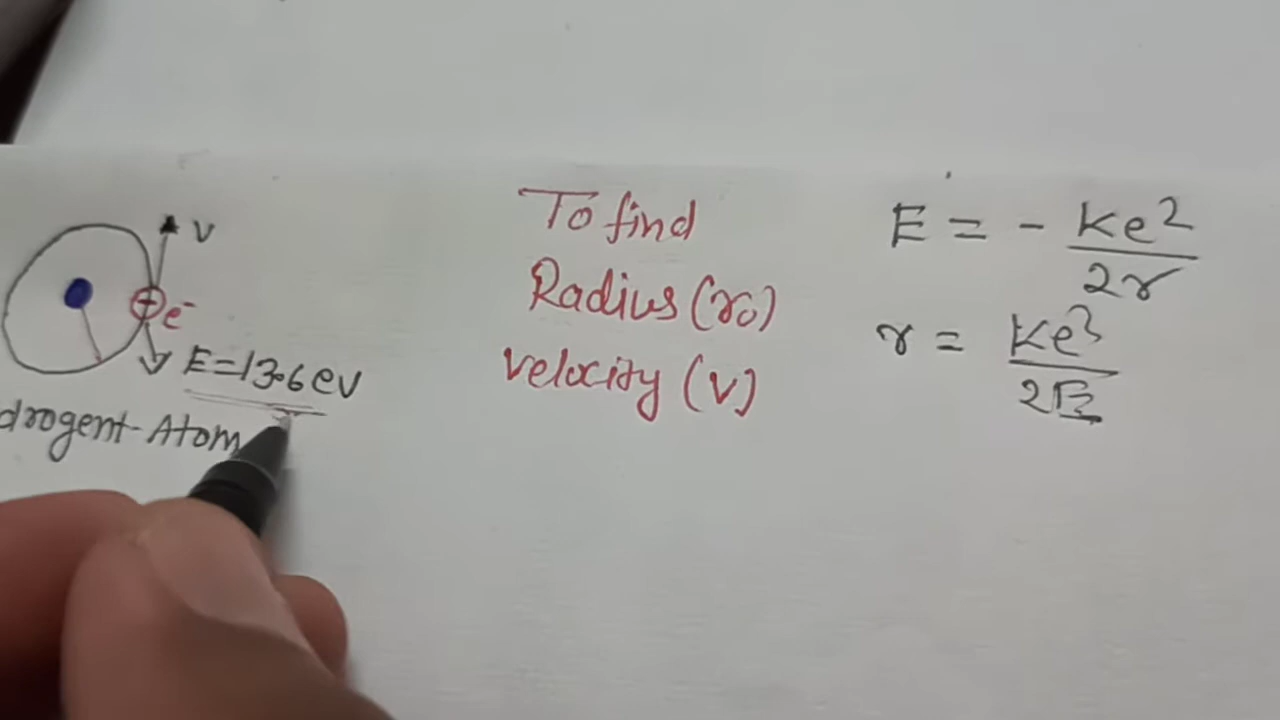 v
e⁻
E=13.6eV
drogent-Atom
To find
Radius (r₀)
velocity (v)
E = - Ke²/2r
r = Ke²/2E